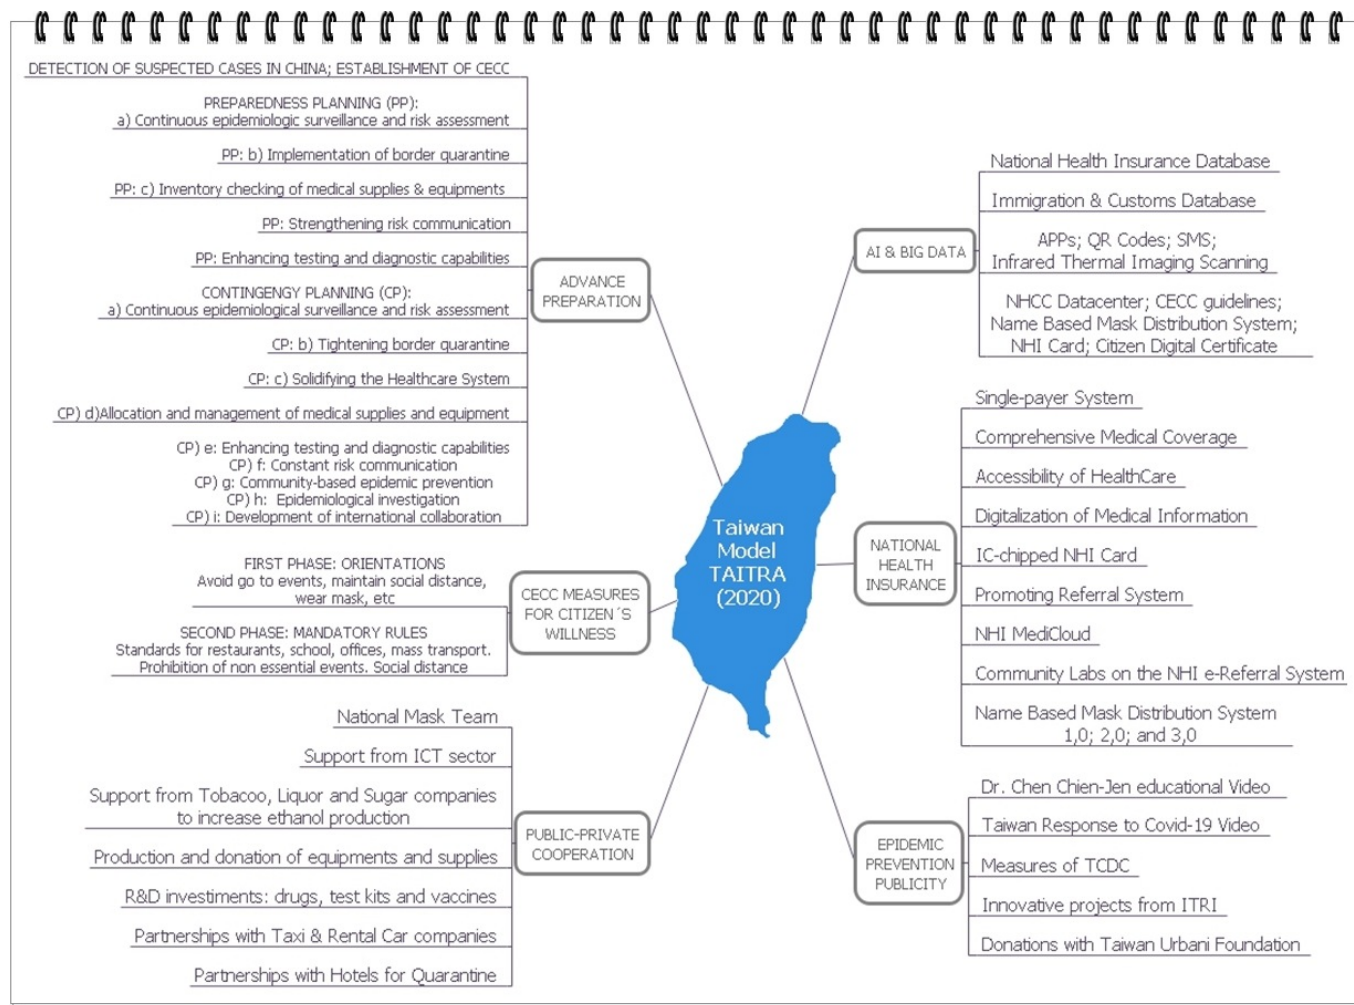 DETECTION OF SUSPECTED CASES IN CHINA; ESTABLISHMENT OF CECC
PREPAREDNESS PLANNING (PP):
a) Continuous epidemiologic surveillance and risk assessment
PP: b) Implementation of border quarantine
PP: c) Inventory checking of medical supplies & equipments
PP: Strengthening risk communication
PP: Enhancing testing and diagnostic capabilities
CONTINGENGY PLANNING (CP):
a) Continuous epidemiological surveillance and risk assessment
CP: b) Tightening border quarantine
CP: c) Solidifying the Healthcare System
CP) d)Allocation and management of medical supplies and equipment
CP) e: Enhancing testing and diagnostic capabilities
CP) f: Constant risk communication
CP) g: Community-based epidemic prevention
CP) h: Epidemiological investigation
CP) i: Development of international collaboration
ADVANCE
PREPARATION
FIRST PHASE: ORIENTATIONS
Avoid go to events, maintain social distance,
wear mask, etc
SECOND PHASE: MANDATORY RULES
Standards for restaurants, school, offices, mass transport.
Prohibition of non essential events. Social distance
CECC MEASURES
FOR CITIZEN´S
WILLNESS
National Mask Team
Support from ICT sector
Support from Tobacoo, Liquor and Sugar companies
to increase ethanol production
Production and donation of equipments and supplies
R&D investiments: drugs, test kits and vaccines
Partnerships with Taxi & Rental Car companies
Partnerships with Hotels for Quarantine
PUBLIC-PRIVATE
COOPERATION
Taiwan
Model
TAITRA
(2020)
AI & BIG DATA
National Health Insurance Database
Immigration & Customs Database
APPs; QR Codes; SMS;
Infrared Thermal Imaging Scanning
NHCC Datacenter; CECC guidelines;
Name Based Mask Distribution System;
NHI Card; Citizen Digital Certificate
NATIONAL
HEALTH
INSURANCE
Single-payer System
Comprehensive Medical Coverage
Accessibility of HealthCare
Digitalization of Medical Information
IC-chipped NHI Card
Promoting Referral System
NHI MediCloud
Community Labs on the NHI e-Referral System
Name Based Mask Distribution System
1,0; 2,0; and 3,0
EPIDEMIC
PREVENTION
PUBLICITY
Dr. Chen Chien-Jen educational Video
Taiwan Response to Covid-19 Video
Measures of TCDC
Innovative projects from ITRI
Donations with Taiwan Urbani Foundation